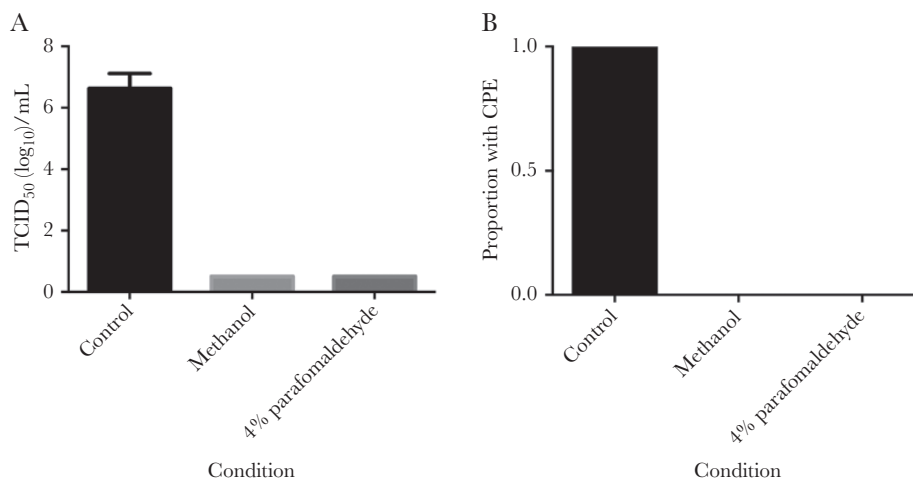 A
TCID50 (log10)/mL
8
6
4
2
0
Control
Methanol
4% parafomaldehyde
Condition
B
Proportion with CPE
1.0
0.5
0.0
Control
Methanol
4% parafomaldehyde
Condition